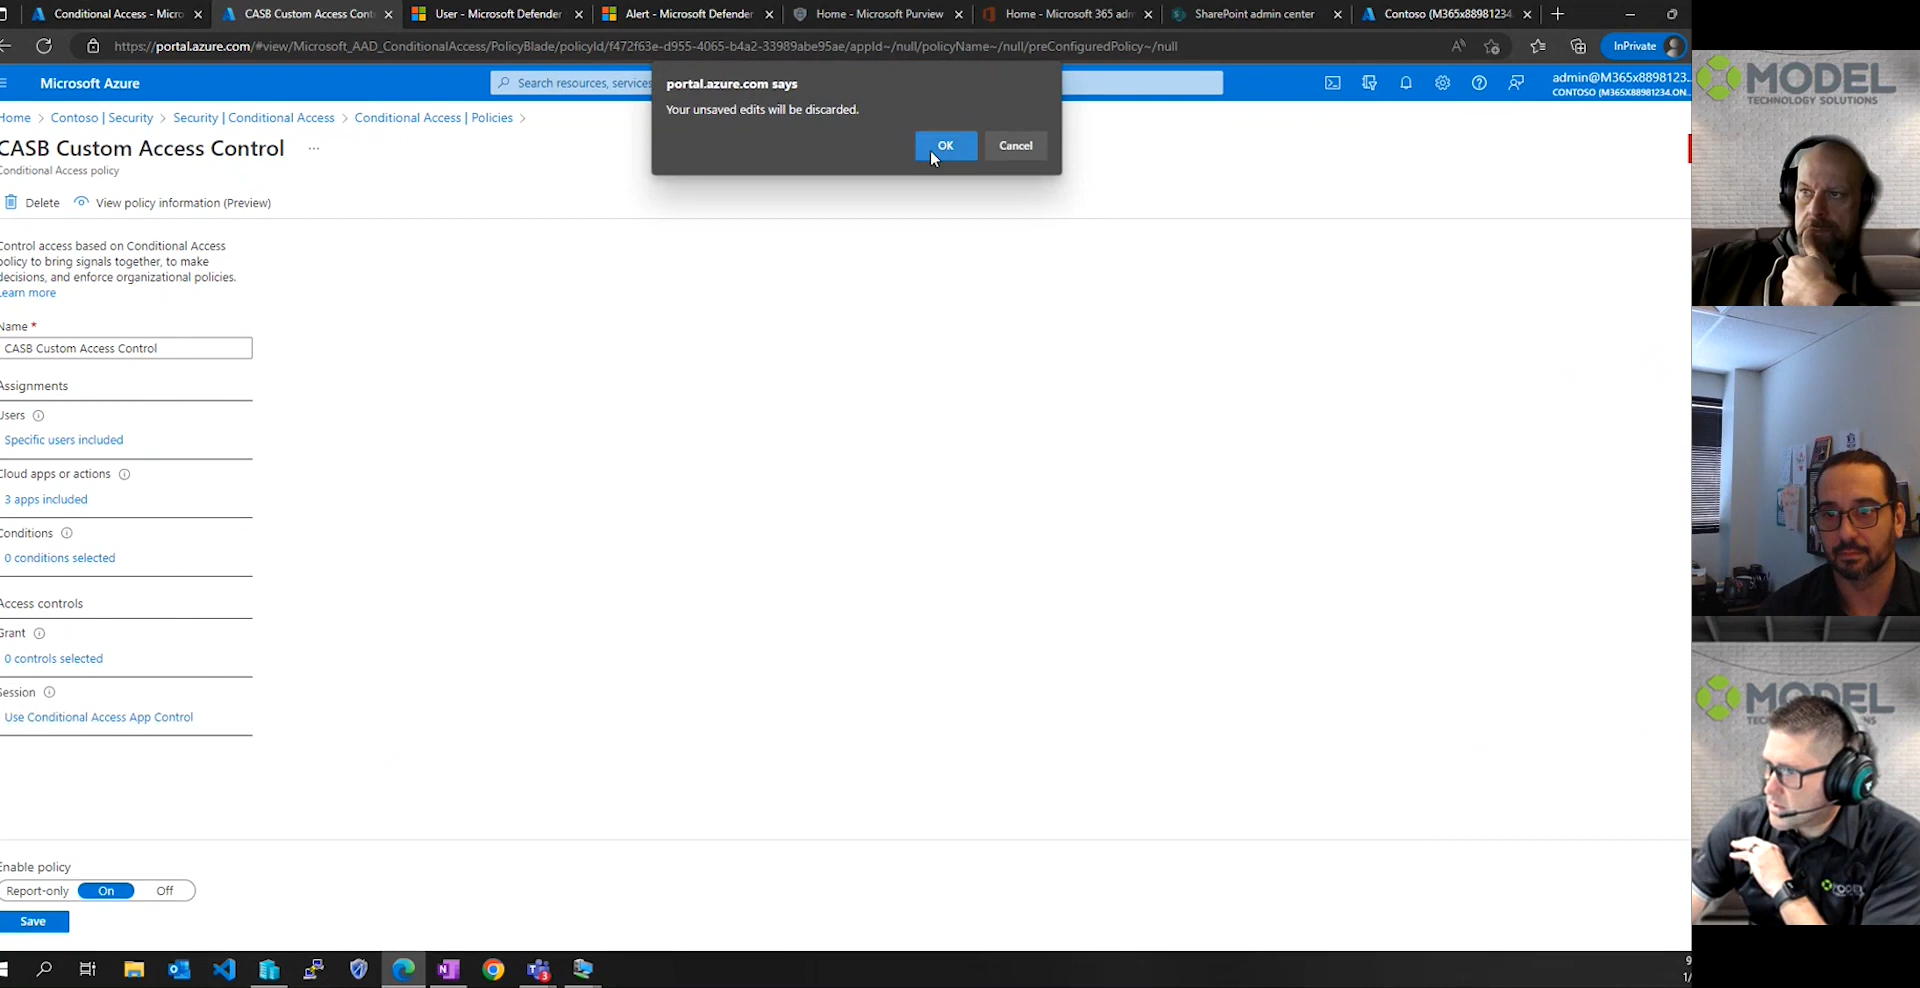 Conditional Access - Micro
CASB Custom Access Cont
User - Microsoft Defender
Alert - Microsoft Defender
Home - Microsoft Purview
Home - Microsoft 365 adm
SharePoint admin center
Contoso (M365x88981234.
https://portal.azure.com/#view/Microsoft_AAD_ConditionalAccess/PolicyBlade/policyId/f472f63e-d955-4065-b4a2-33989abe95ae/appId~/null/policyName~/null/preConfiguredPolicy~/null
InPrivate
Microsoft Azure
Search resources, services
admin@M365x8898123...
CONTOSO (M365X88981234.ON...
portal.azure.com says
Your unsaved edits will be discarded.
OK
Cancel
Home > Contoso | Security > Security | Conditional Access > Conditional Access | Policies >
CASB Custom Access Control ...
Conditional Access policy
Delete
View policy information (Preview)
Control access based on Conditional Access
policy to bring signals together, to make
decisions, and enforce organizational policies.
Learn more
Name *
CASB Custom Access Control
Assignments
Users
Specific users included
Cloud apps or actions
3 apps included
Conditions
0 conditions selected
Access controls
Grant
0 controls selected
Session
Use Conditional Access App Control
Enable policy
Report-only On Off
Save
MODEL
TECHNOLOGY SOLUTIONS
MODEL
MODEL